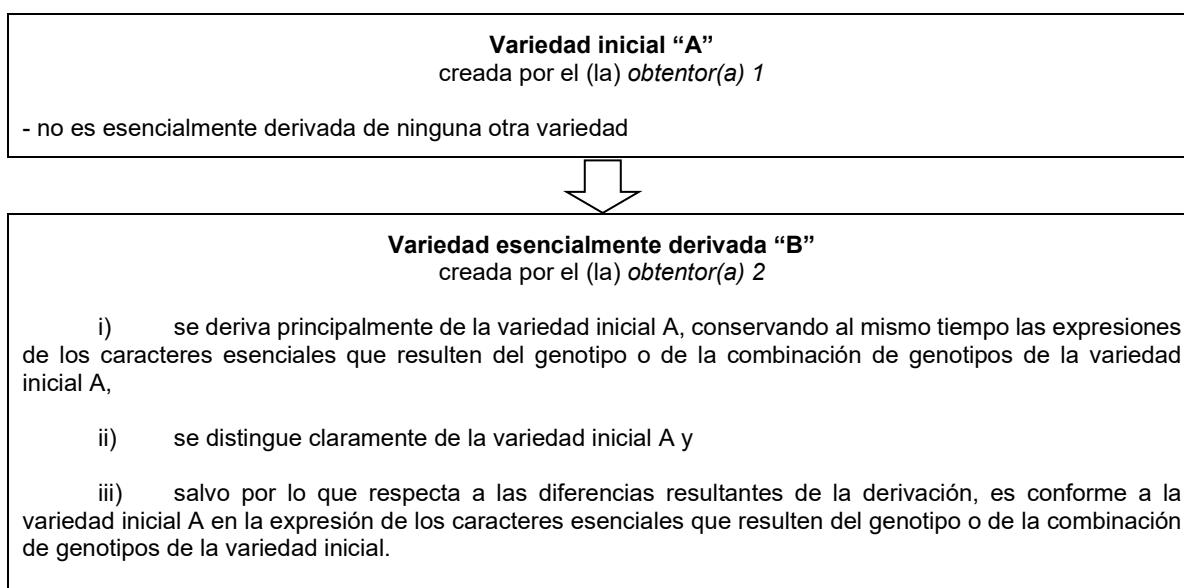 Variedad inicial “A”
creada por el (la) obtentor(a) 1
- no es esencialmente derivada de ninguna otra variedad
Variedad esencialmente derivada “B”
creada por el (la) obtentor(a) 2
i) se deriva principalmente de la variedad inicial A, conservando al mismo tiempo las expresiones
de los caracteres esenciales que resulten del genotipo o de la combinación de genotipos de la variedad
inicial A,
ii) se distingue claramente de la variedad inicial A y
iii) salvo por lo que respecta a las diferencias resultantes de la derivación, es conforme a la
variedad inicial A en la expresión de los caracteres esenciales que resulten del genotipo o de la combinación
de genotipos de la variedad inicial.